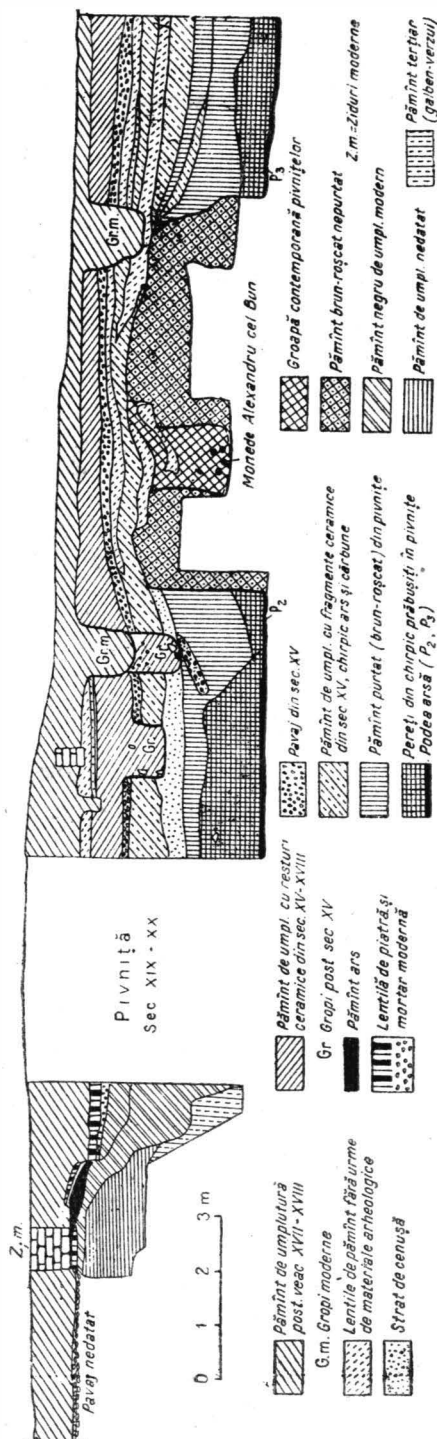 Z. m.
Pavaj nedatat
Pivniță
Sec XIX - XX
Gr.m.
Gr.
Gr.
Gr.m.
P₂
P₃
Monede Alexandru cel Bun
0 1 2 3 m
Pămînt de umplutură
post. veac XVII - XVIII
G.m. Gropi moderne
Lentile de pămînt fără urme
de materiale arheologice
Strat de cenușă
Pămînt de umpl. cu resturi
ceramice din sec. XV - XVIII
Gr Gropi post sec XV
Pămînt ars
Lentilă de piatră și
mortar modernă
Pavaj din sec. XV
Pămînt de umpl. cu fragmente ceramice
din sec XV, chirpic ars și cărbune
Pămînt purtat (brun-roșcat) din pivnițe
Pereți din chirpic prăbușiți în pivnițe
Podea arsă (P₂, P₃)
Groapă contemporană pivnițelor
Pămînt brun-roșcat nepurtat
Z.m. = Ziduri moderne
Pămînt negru de umpl. modern
Pămînt de umpl. nedatat
Pămînt terțiar
(galben-verzui)